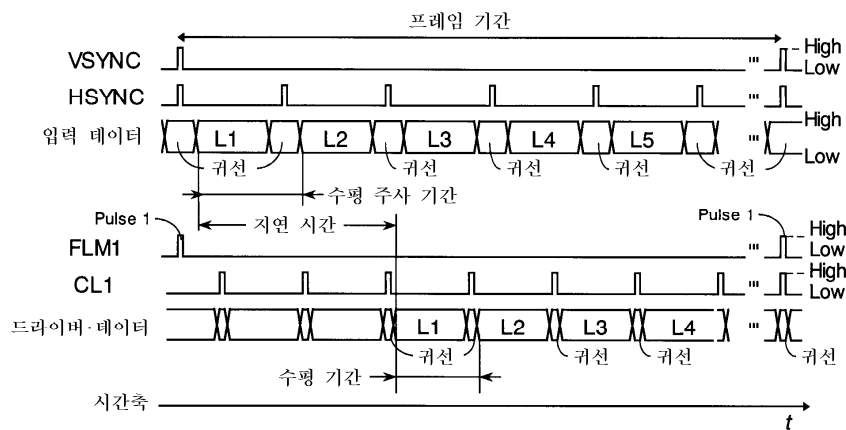 프레임 기간
VSYNC High
Low
HSYNC
입력 데이터 L1 L2 L3 L4 L5 High
Low
귀선 귀선 귀선 귀선 귀선
수평 주사 기간
Pulse 1 지연 시간 Pulse 1
FLM1 High
Low
CL1 High
Low
드라이버·데이터 L1 L2 L3 L4
귀선 귀선 귀선 귀선
수평 기간
시간축
t